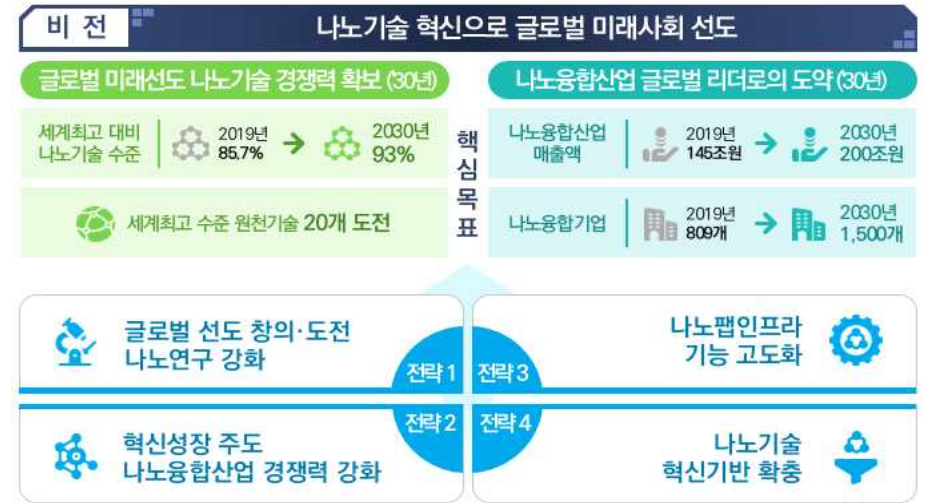 비 전
나노기술 혁신으로 글로벌 미래사회 선도
글로벌 미래선도 나노기술 경쟁력 확보 ('30년)
세계최고 대비
나노기술 수준
2019년
85.7%
2030년
93%
세계최고 수준 원천기술 20개 도전
핵
심
목
표
나노융합산업 글로벌 리더로의 도약 ('30년)
나노융합산업
매출액
2019년
145조원
2030년
200조원
나노융합기업
2019년
809개
2030년
1,500개
글로벌 선도 창의·도전
나노연구 강화
전략 1
혁신성장 주도
나노융합산업 경쟁력 강화
전략 2
나노팹인프라
기능 고도화
전략 3
나노기술
혁신기반 확충
전략 4